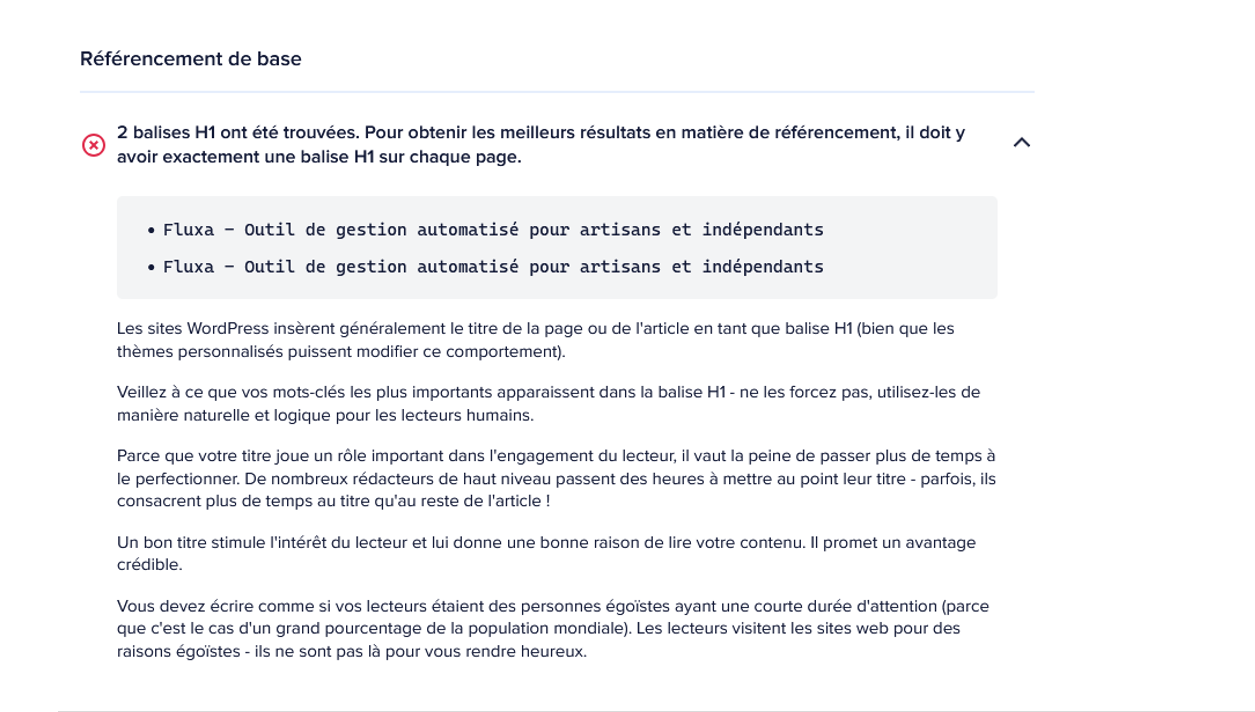 Référencement de base
2 balises H1 ont été trouvées. Pour obtenir les meilleurs résultats en matière de référencement, il doit y
avoir exactement une balise H1 sur chaque page.
• Fluxa – Outil de gestion automatisé pour artisans et indépendants
• Fluxa – Outil de gestion automatisé pour artisans et indépendants
Les sites WordPress insèrent généralement le titre de la page ou de l'article en tant que balise H1 (bien que les
thèmes personnalisés puissent modifier ce comportement).
Veillez à ce que vos mots-clés les plus importants apparaissent dans la balise H1 - ne les forcez pas, utilisez-les de
manière naturelle et logique pour les lecteurs humains.
Parce que votre titre joue un rôle important dans l'engagement du lecteur, il vaut la peine de passer plus de temps à
le perfectionner. De nombreux rédacteurs de haut niveau passent des heures à mettre au point leur titre - parfois, ils
consacrent plus de temps au titre qu'au reste de l'article !
Un bon titre stimule l'intérêt du lecteur et lui donne une bonne raison de lire votre contenu. Il promet un avantage
crédible.
Vous devez écrire comme si vos lecteurs étaient des personnes égoïstes ayant une courte durée d'attention (parce
que c'est le cas d'un grand pourcentage de la population mondiale). Les lecteurs visitent les sites web pour des
raisons égoïstes - ils ne sont pas là pour vous rendre heureux.